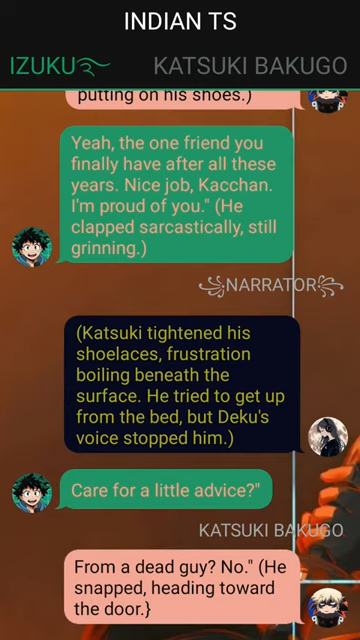 INDIAN TS
IZUKU KATSUKI BAKUGO
putting on his shoes.)
Yeah, the one friend you
finally have after all these
years. Nice job, Kacchan.
I'm proud of you." (He
clapped sarcastically, still
grinning.)
꧁NARRATOR꧂
(Katsuki tightened his
shoelaces, frustration
boiling beneath the
surface. He tried to get up
from the bed, but Deku's
voice stopped him.)
Care for a little advice?"
KATSUKI BAKUGO
From a dead guy? No." (He
snapped, heading toward
the door.}